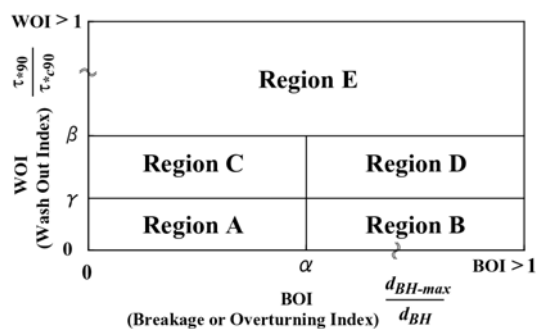 WOI > 1
τ*90
τ*c90
WOI
(Wash Out Index)
β
γ
0
Region E
Region C
Region D
Region A
Region B
0
α
BOI > 1
BOI
(Breakage or Overturning Index)
d_BH-max
d_BH